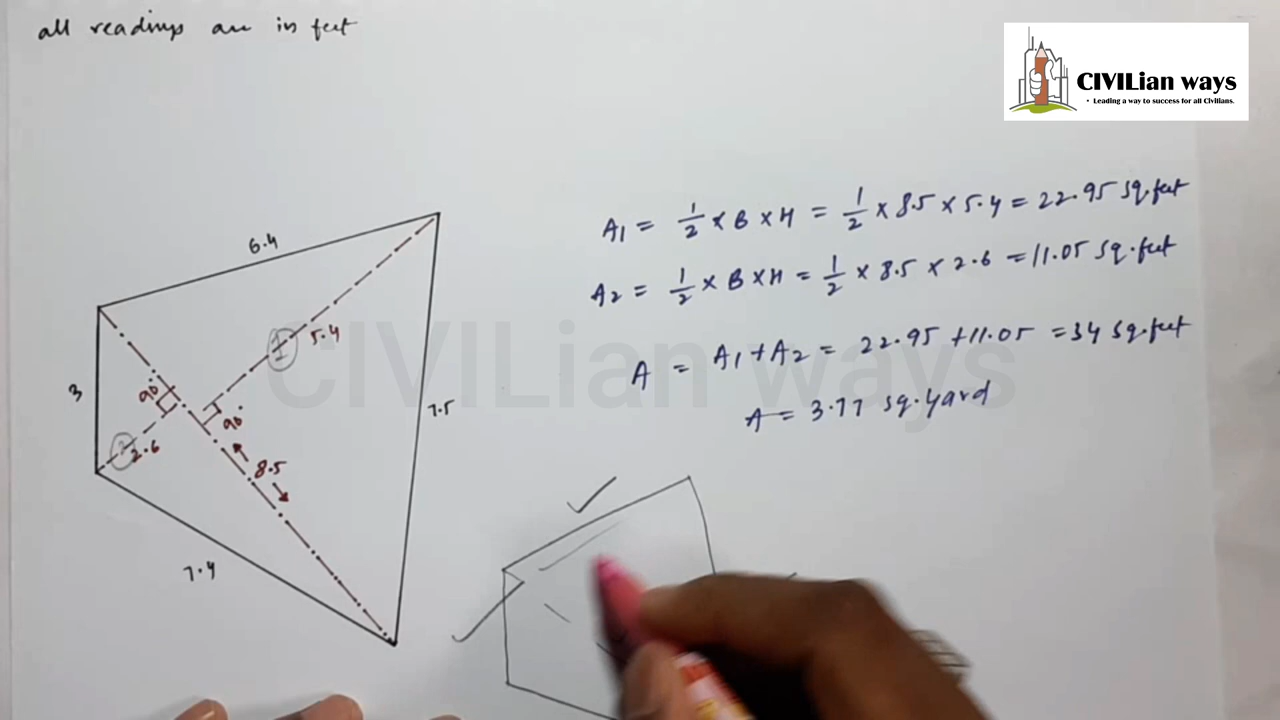 all readings are in feet
CIVILian ways
• Leading a way to success for all Civilians.
A1 = 1/2 × B × H = 1/2 × 8.5 × 5.4 = 22.95 sq.feet
A2 = 1/2 × B × H = 1/2 × 8.5 × 2.6 = 11.05 sq.feet
A = A1 + A2 = 22.95 + 11.05 = 34 sq.feet
A = 3.77 sq.yard
6.4
5.4
1
3
90°
90°
2
2.6
8.5
7.5
7.4
CIVILian ways